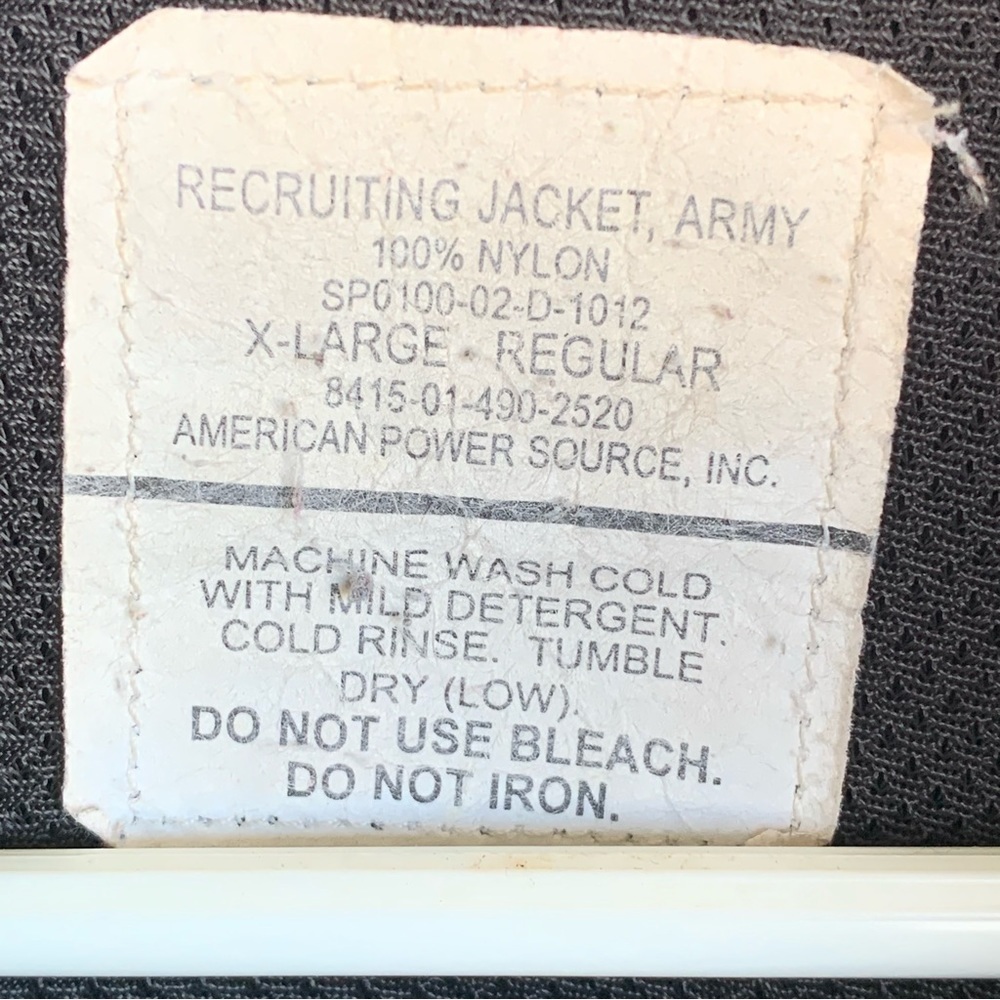 RECRUITING JACKET, ARMY
100% NYLON
SP0100-02-D-1012
X-LARGE REGULAR
8415-01-490-2520
AMERICAN POWER SOURCE, INC.
MACHINE WASH COLD
WITH MILD DETERGENT.
COLD RINSE. TUMBLE
DRY (LOW).
DO NOT USE BLEACH.
DO NOT IRON.